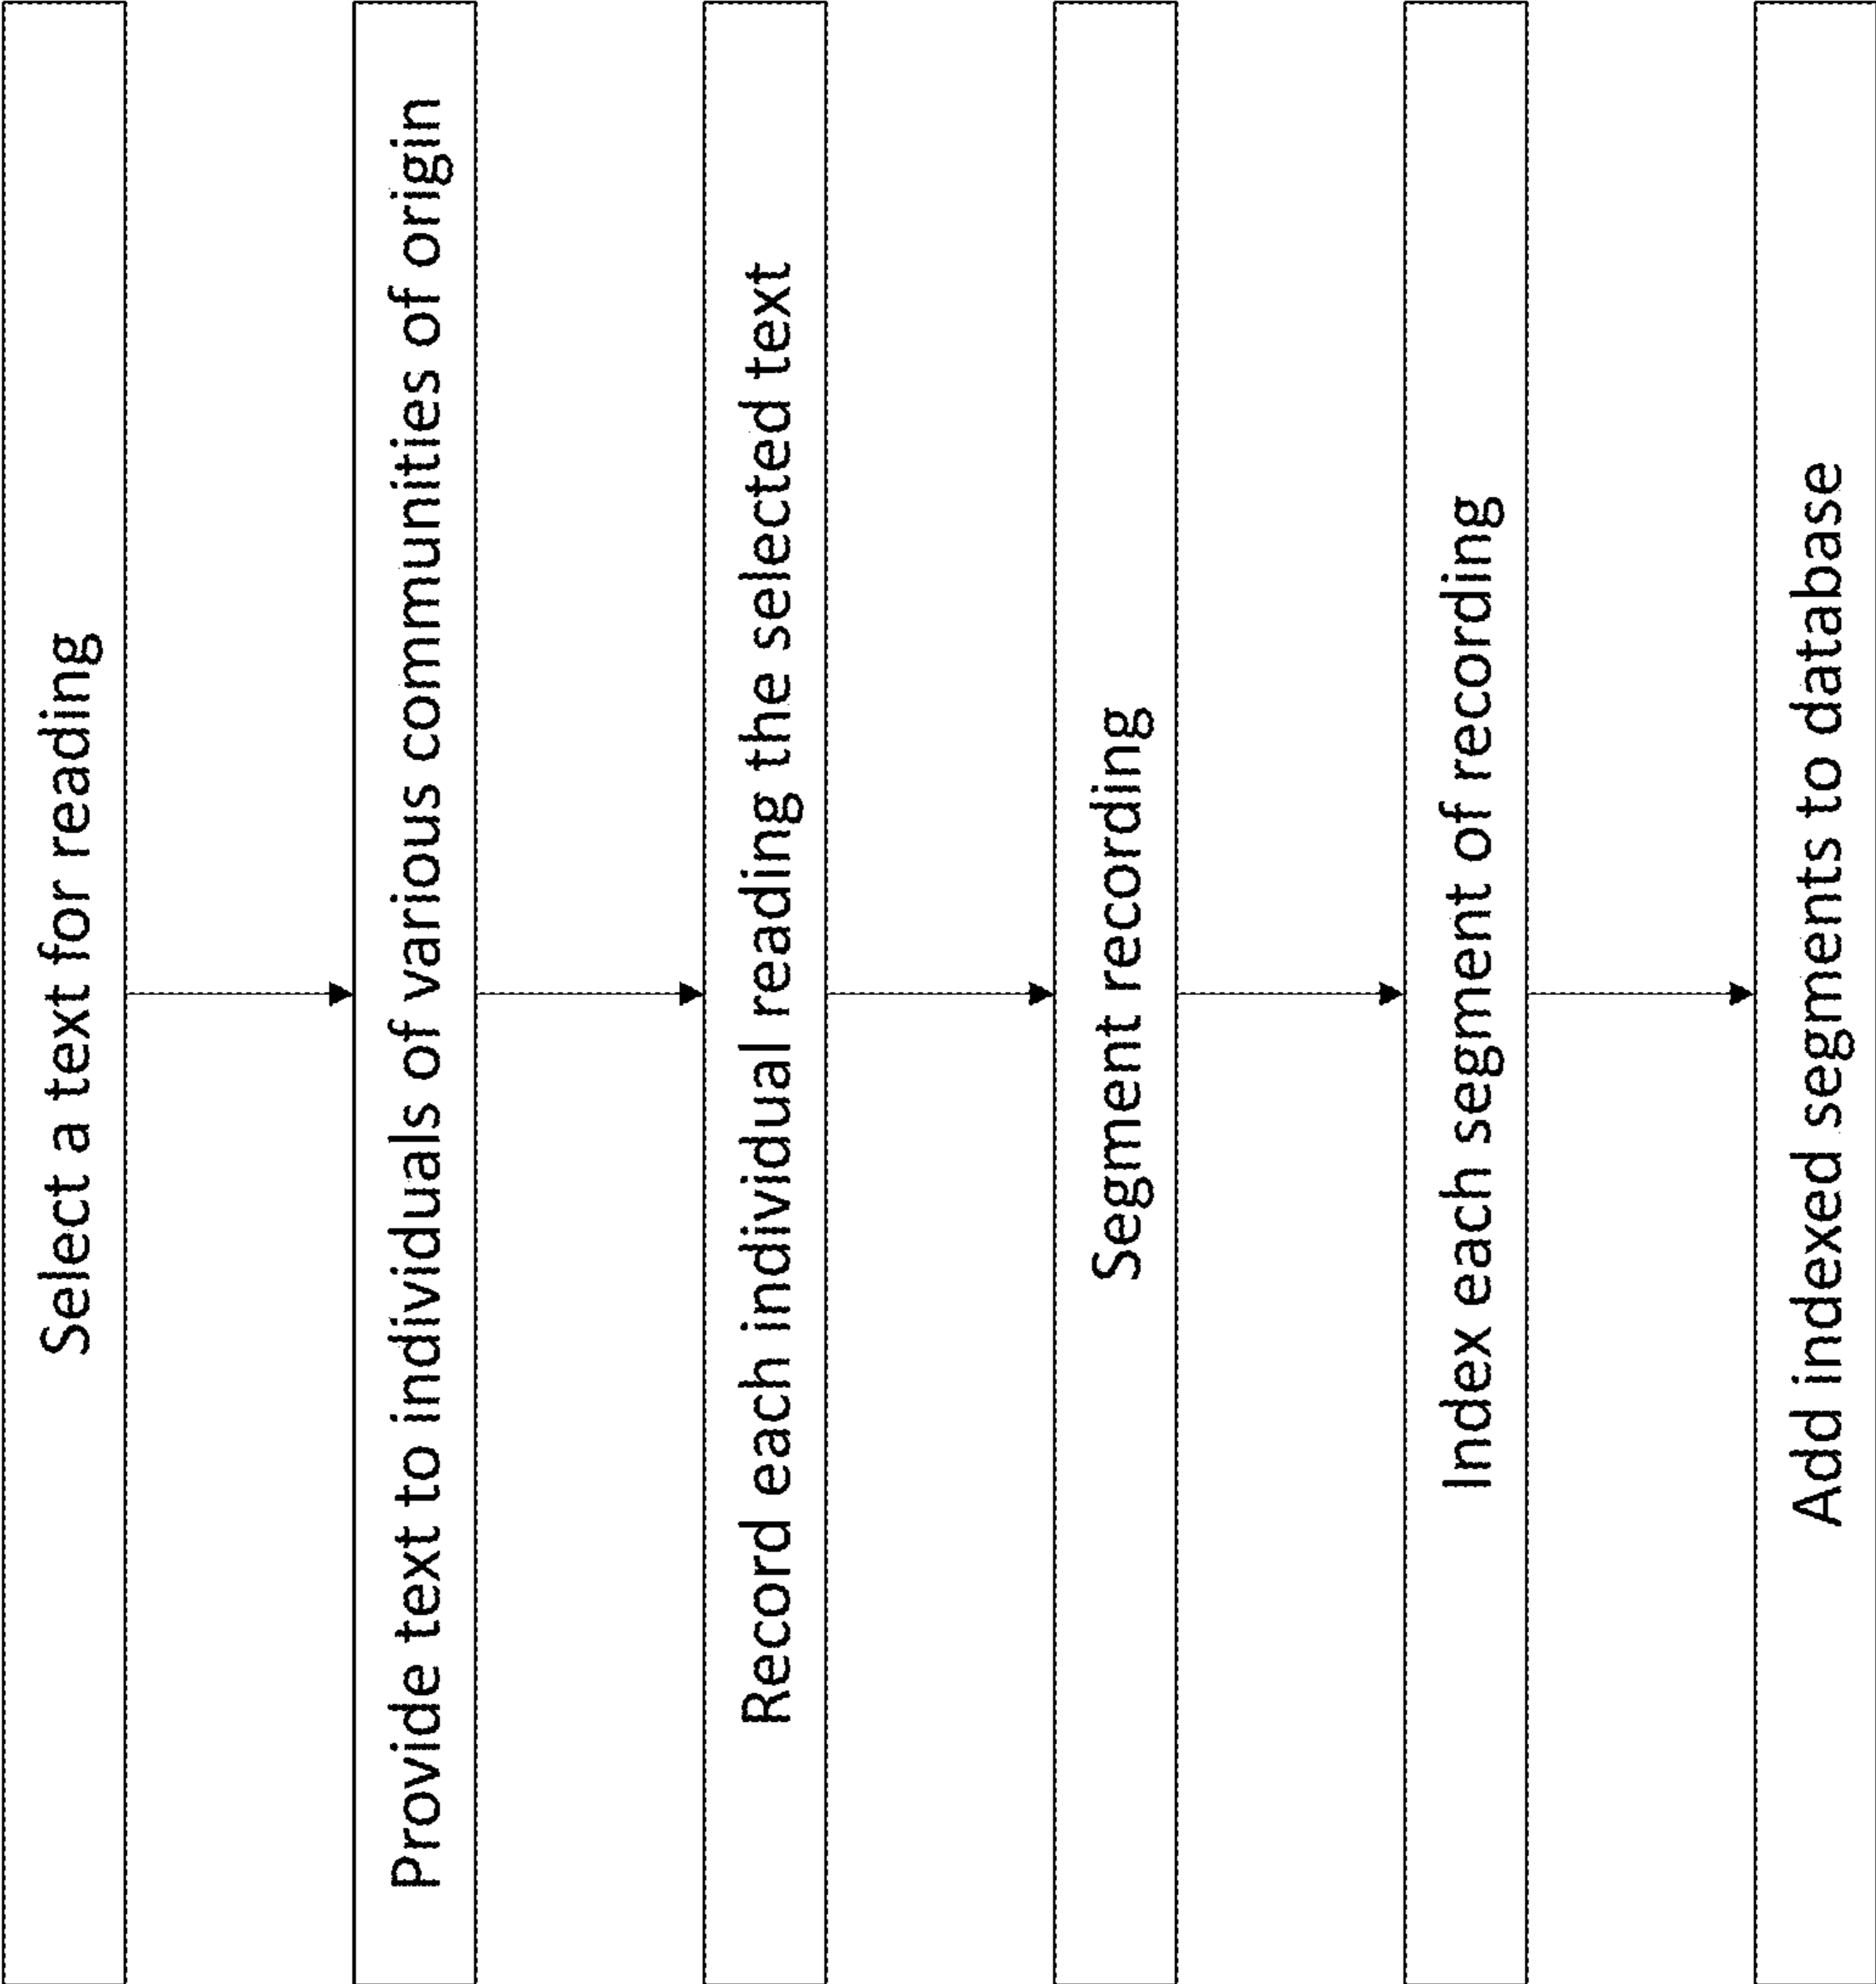 Select a text for reading
Provide text to individuals of various communities of origin
Record each individual reading the selected text
Segment recording
Index each segment of recording
Add indexed segments to database